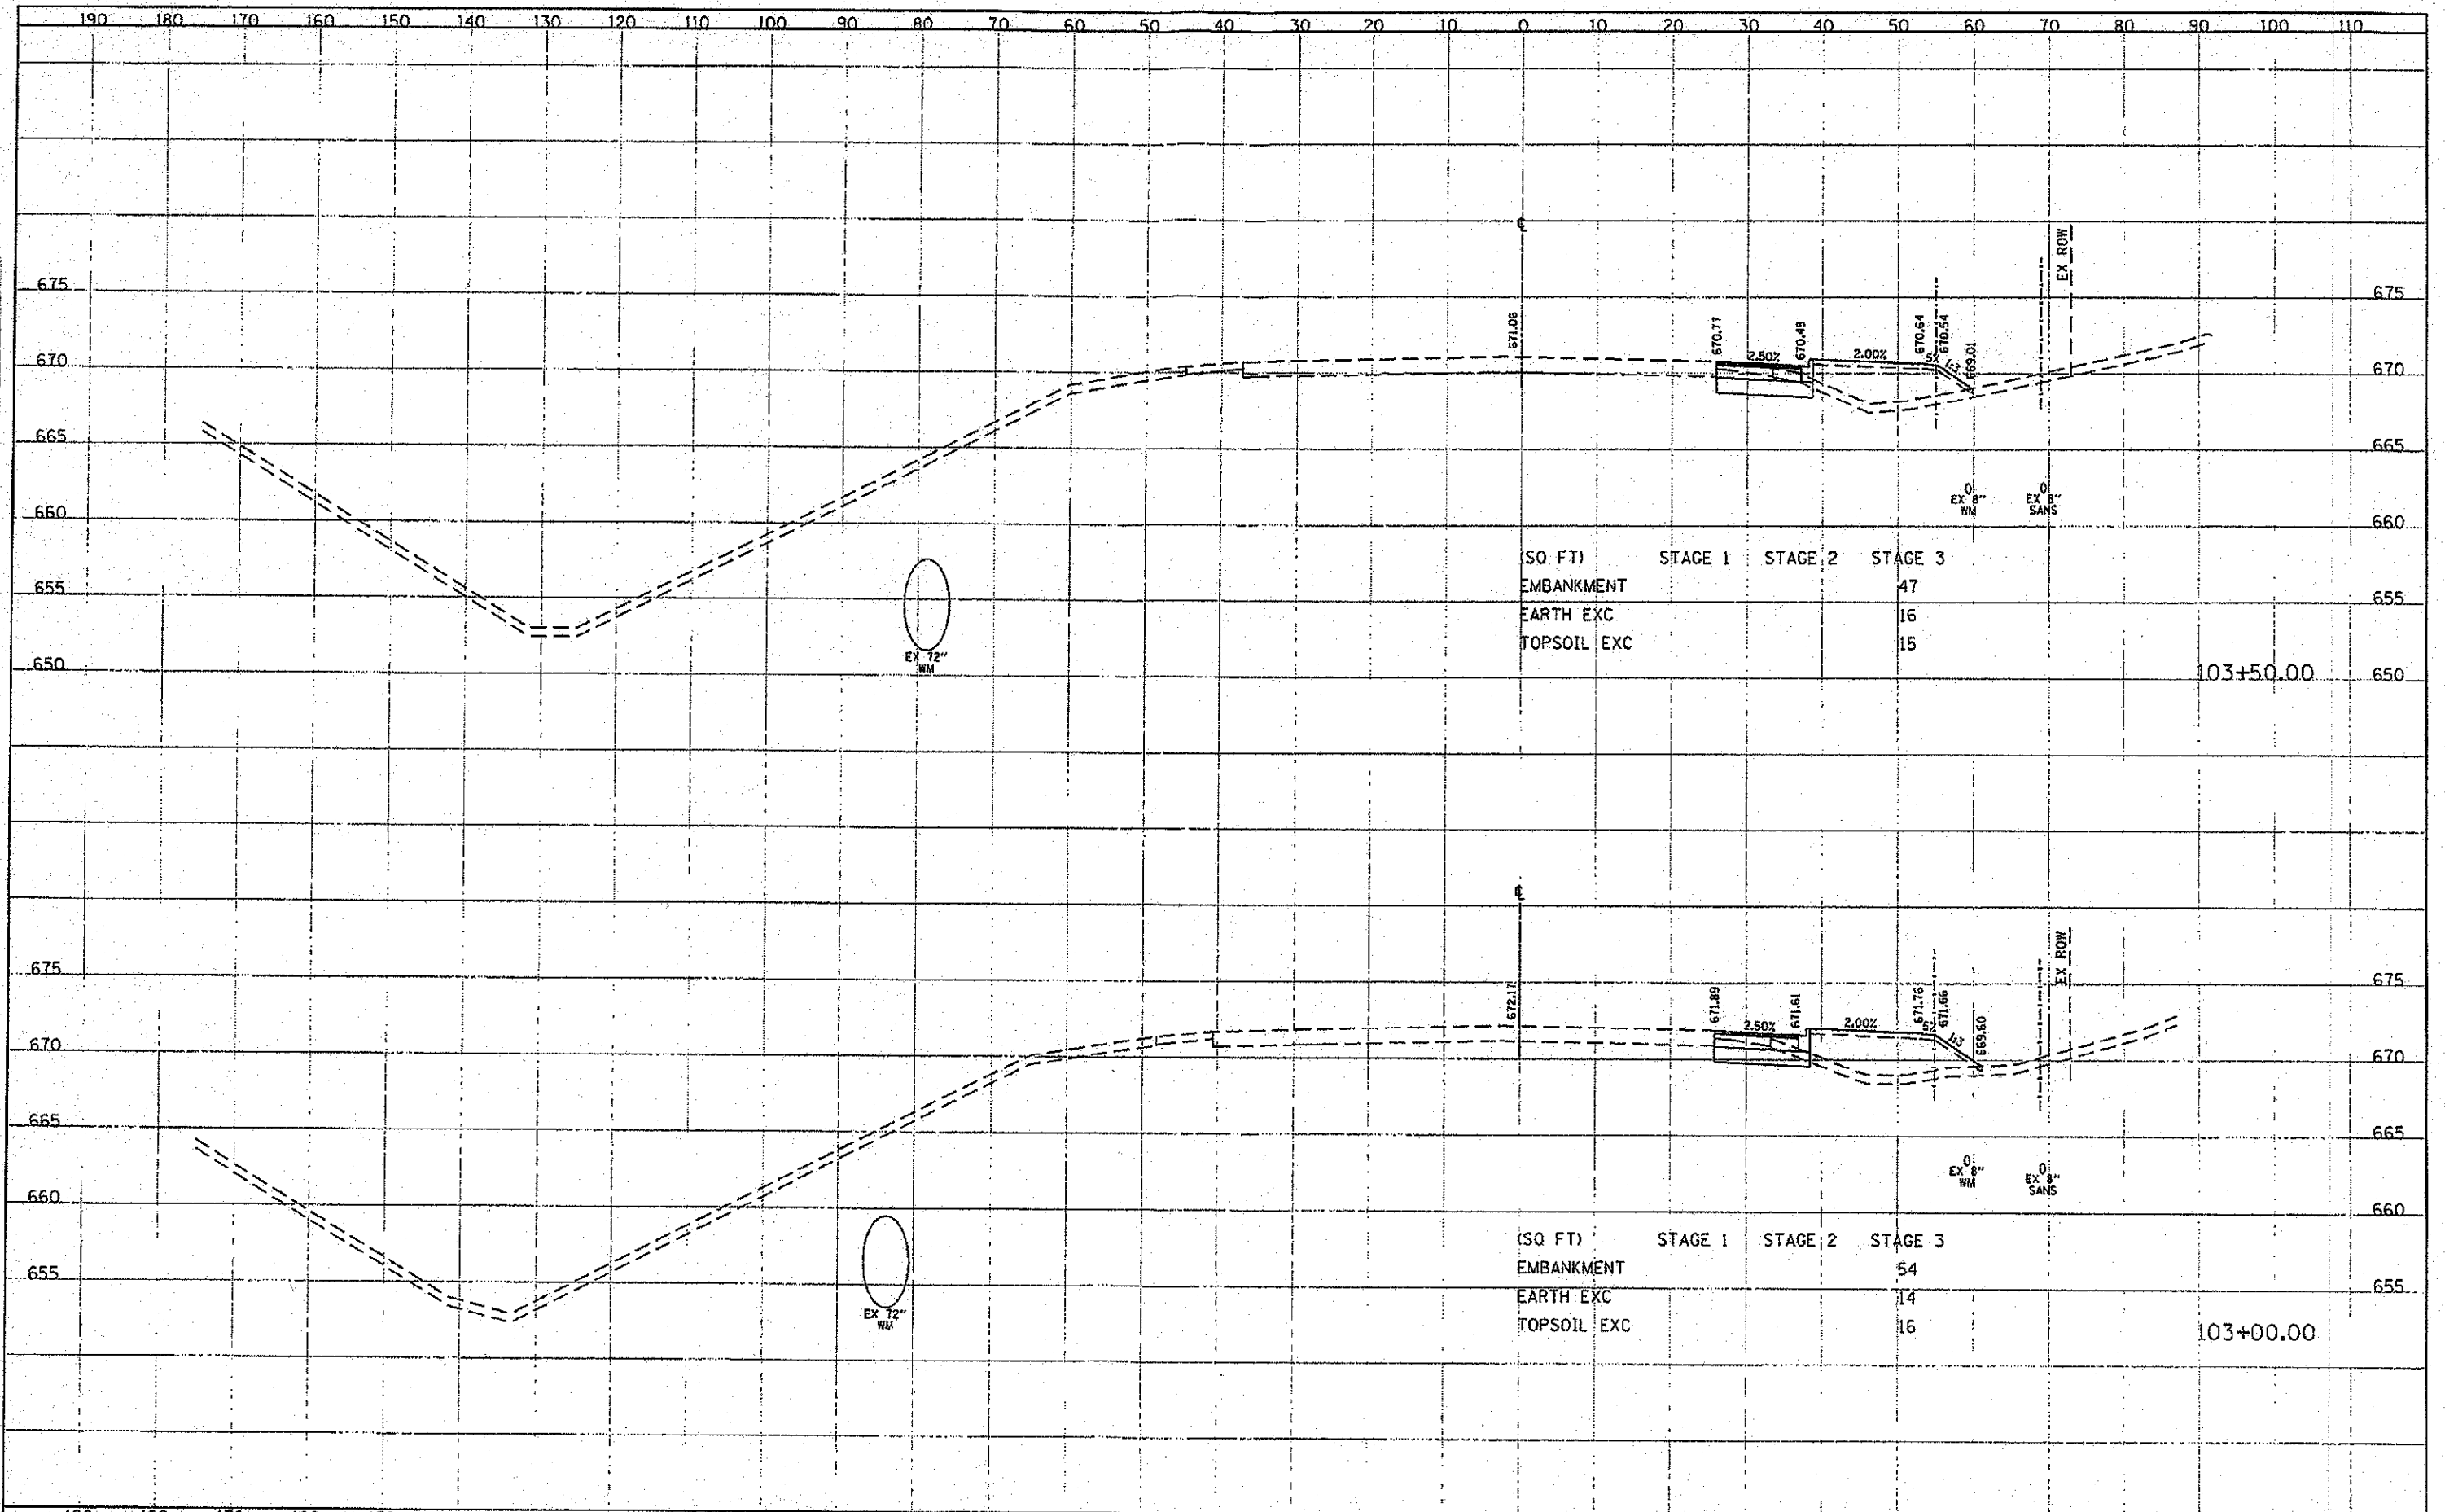 190 180 170 160 150 140 130 120 110 100 90 80 70 60 50 40 30 20 10 0 10 20 30 40 50 60 70 80 90 100 110
℄
EX ROW
675 675
671.06 670.77 670.49 670.64 670.54 669.01
2.50% 2.00% 5%
670 670
665 665
EX 8" WM
EX 8" SANS
660 660
(SQ FT) STAGE 1 STAGE 2 STAGE 3
EMBANKMENT 47
655 655
EARTH EXC 16
TOPSOIL EXC 15
EX 72" WM
650 103+50.00 650
℄
EX ROW
675 675
672.17 671.89 671.61 671.76 671.66 669.60
2.50% 2.00% 5%
670 670
665 665
EX 8" WM
EX 8" SANS
660 660
(SQ FT) STAGE 1 STAGE 2 STAGE 3
EMBANKMENT 54
655 655
EARTH EXC 14
EX 72" WM
TOPSOIL EXC 16
103+00.00